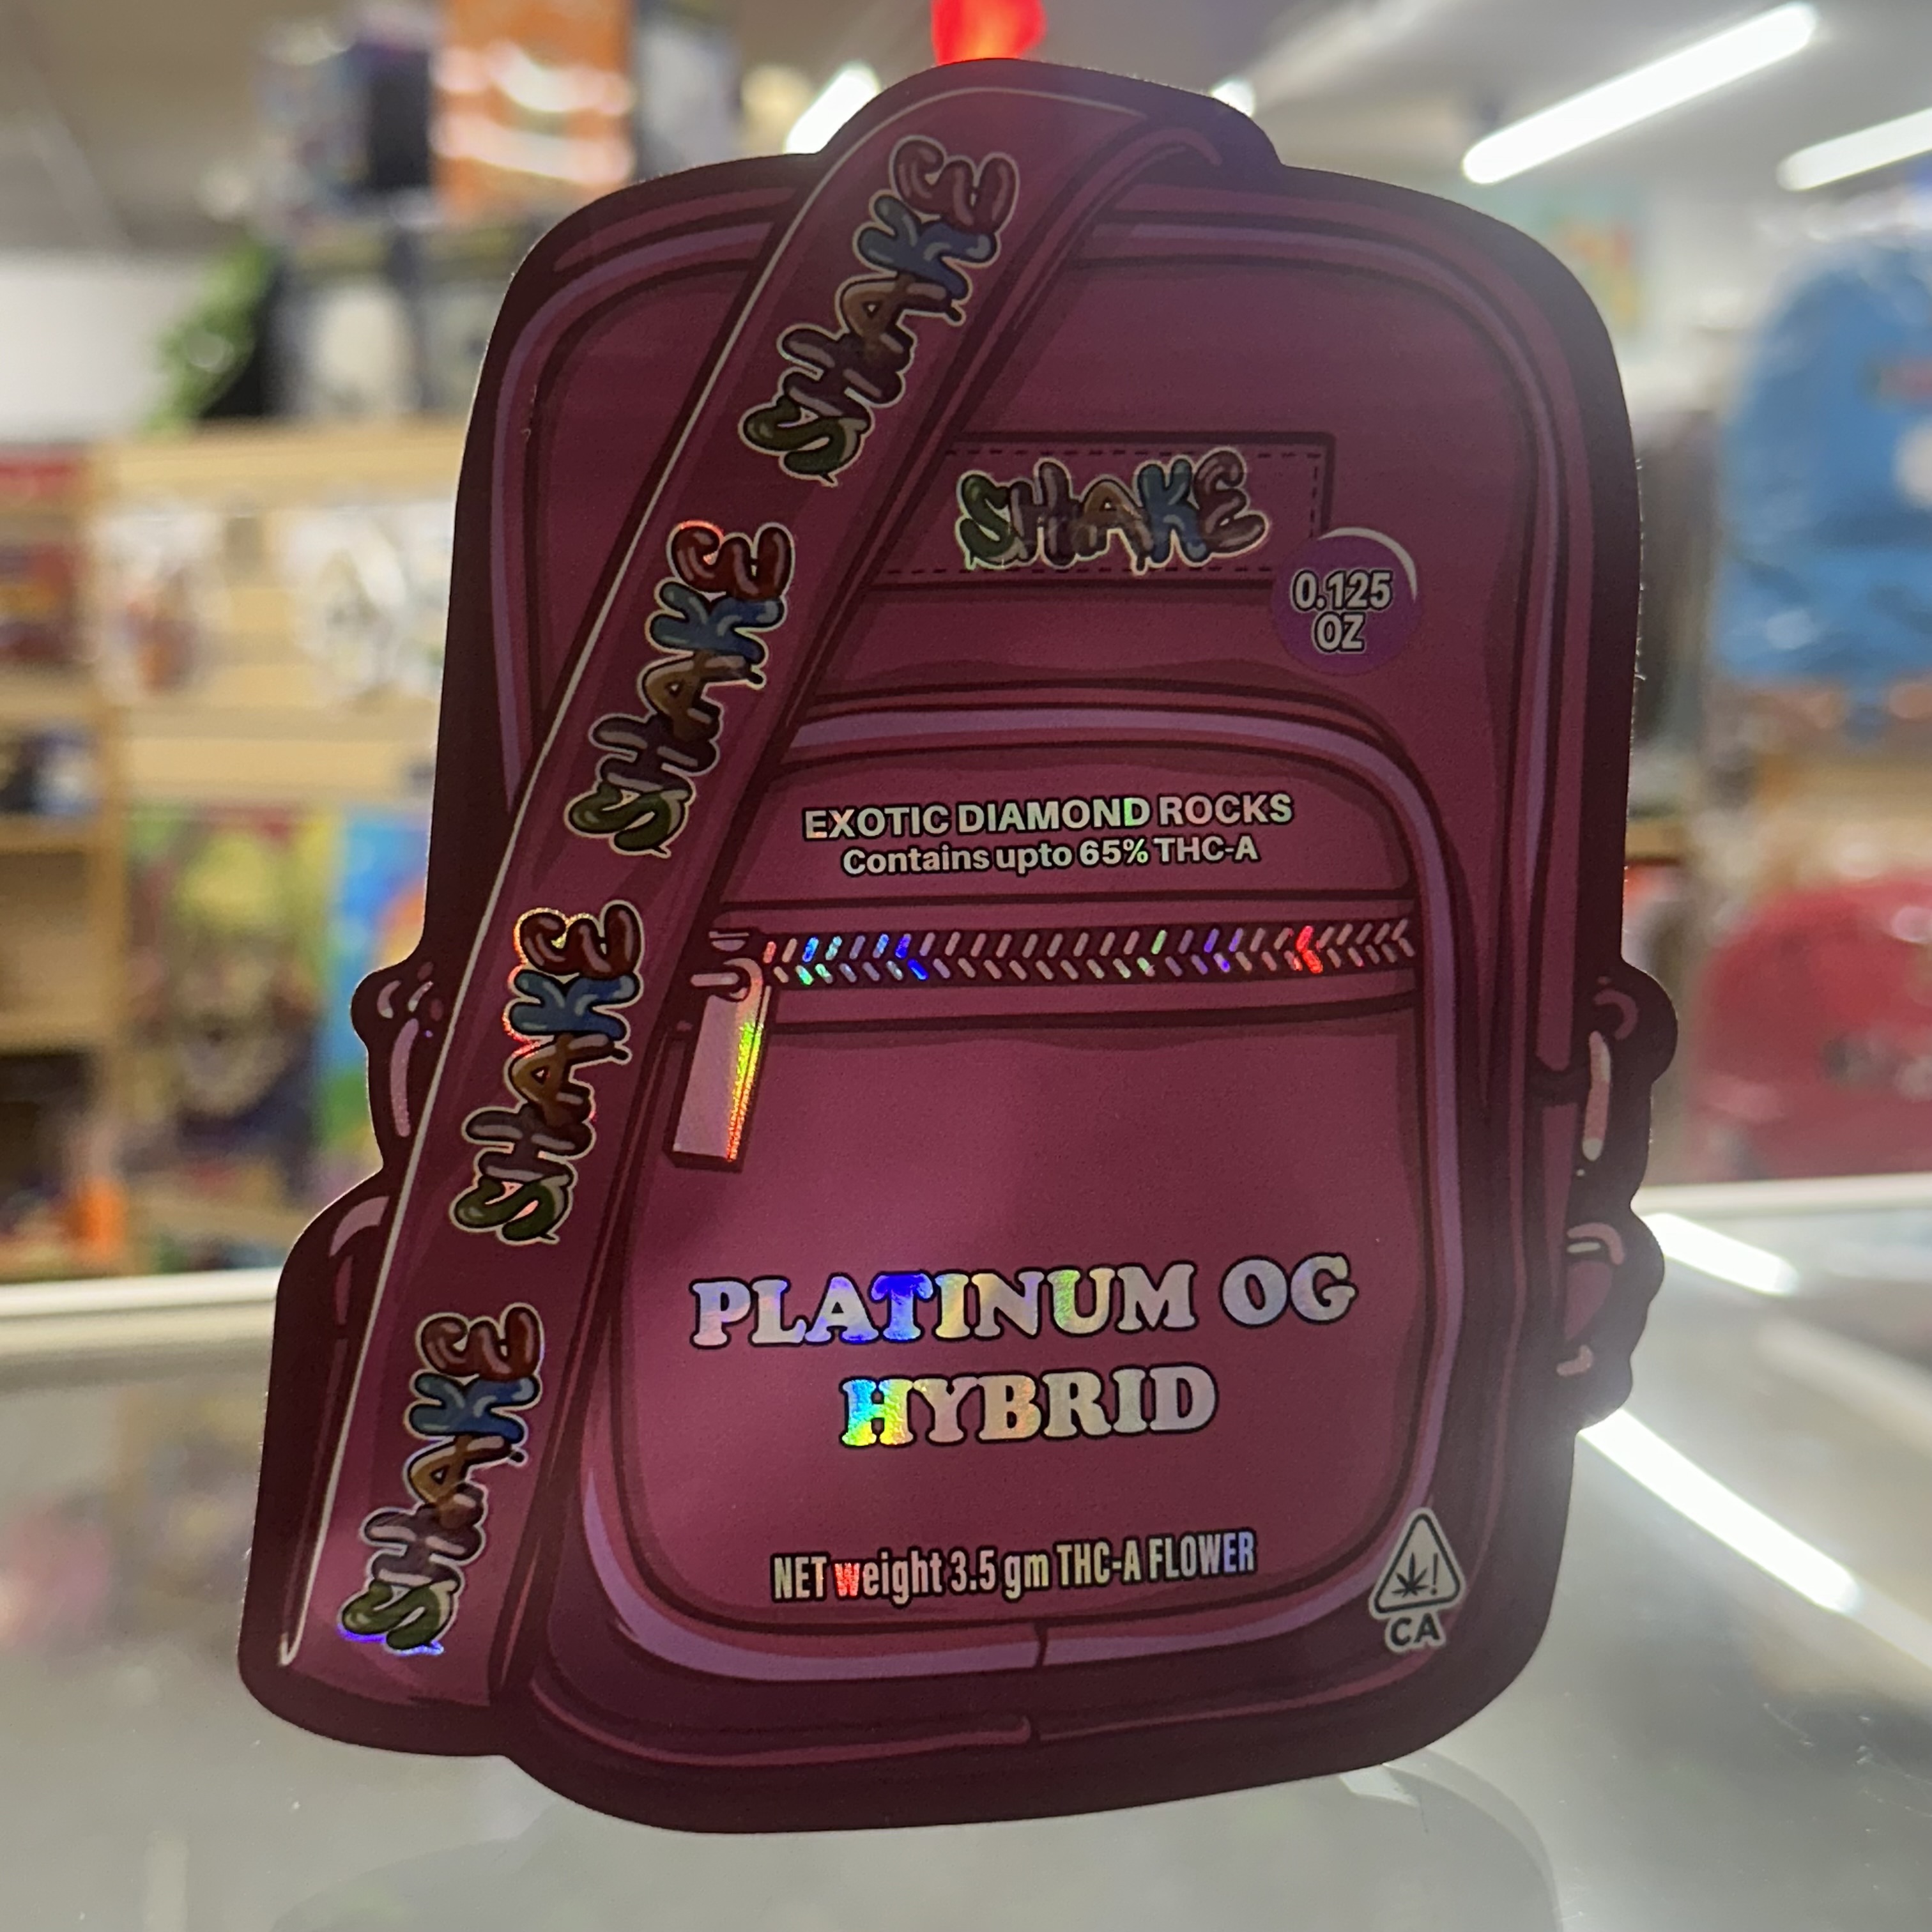 SHAKE
SHAKE
0.125
OZ
SHAKE
EXOTIC DIAMOND ROCKS
Contains upto 65% THC-A
SHAKE
PLATINUM OG
HYBRID
SHAKE
NET weight 3.5 gm THC-A FLOWER
!
CA